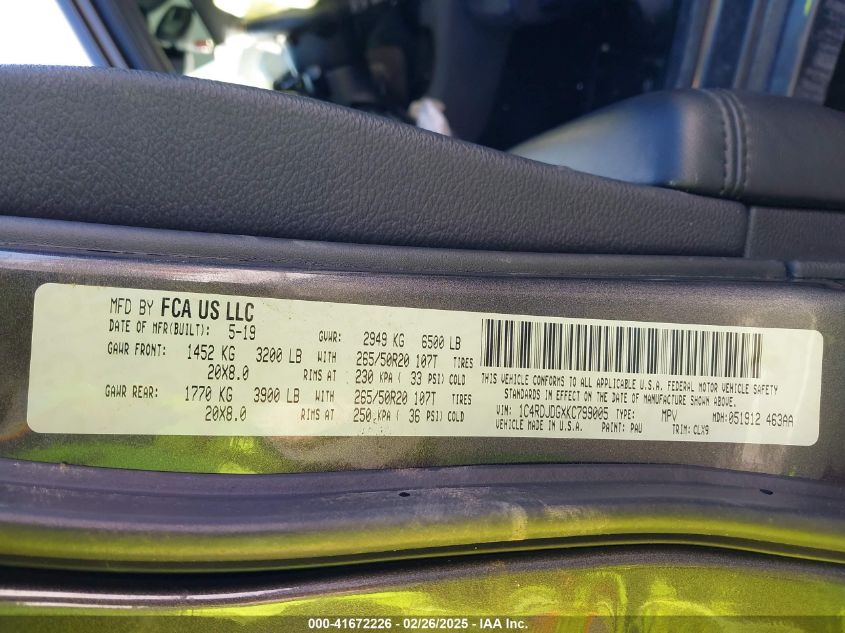 MFD BY FCA US LLC
DATE OF MFR(BUILT): 5-19 GVWR: 2949 KG 6500 LB
GAWR FRONT: 1452 KG 3200 LB WITH 265/50R20 107T TIRES
20X8.0 RIMS AT 230 KPA ( 33 PSI) COLD
GAWR REAR: 1770 KG 3900 LB WITH 265/50R20 107T TIRES
20X8.0 RIMS AT 250 KPA ( 36 PSI) COLD
THIS VEHICLE CONFORMS TO ALL APPLICABLE U.S.A. FEDERAL MOTOR VEHICLE SAFETY
STANDARDS IN EFFECT ON THE DATE OF MANUFACTURE SHOWN ABOVE.
VIN: 1C4RDJDGXKC799005 TYPE: MPV MDH:051912 463AA
VEHICLE MADE IN U.S.A. PAINT: PAU TRIM: CLX9
000-41672226 - 02/26/2025 - IAA Inc.